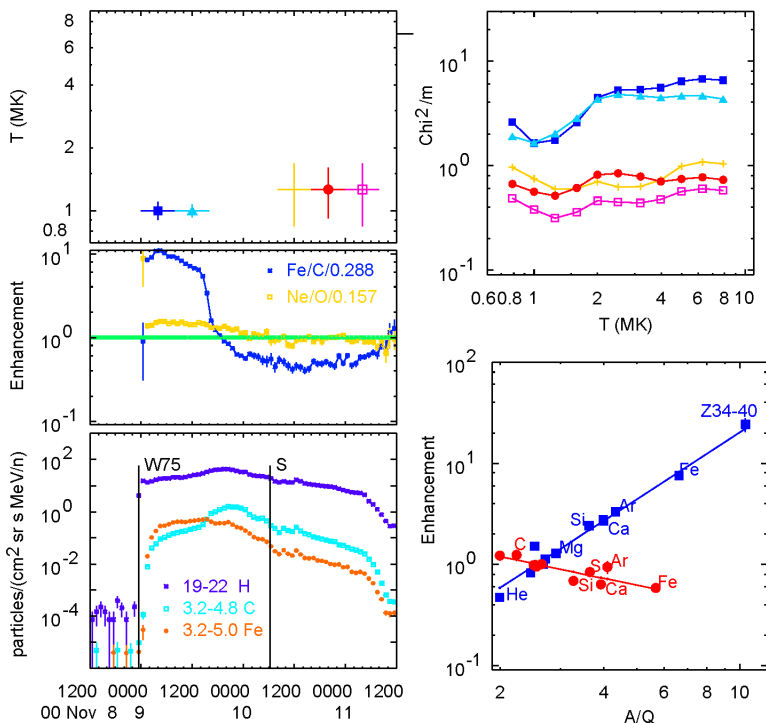 8
6
4
2
1
0.8
T (MK)
10^1
10^0
10^-1
Enhancement
Fe/C/0.288
Ne/O/0.157
10^2
10^0
10^-2
10^-4
particles/(cm2 sr s MeV/n)
W75
S
19-22 H
3.2-4.8 C
3.2-5.0 Fe
1200 0000 1200 0000 1200 0000 1200
00 Nov 8 9 10 11
10^2
10^1
10^0
10^-1
Chi^2/m
0.6 0.8 1 2 4 6 8 10
T (MK)
10^2
10^1
10^0
10^-1
Enhancement
Z34-40
Fe
Ar
Si
Ca
Mg
He
C
S
Ar
Si
Ca
Fe
2 4 6 8 10
A/Q